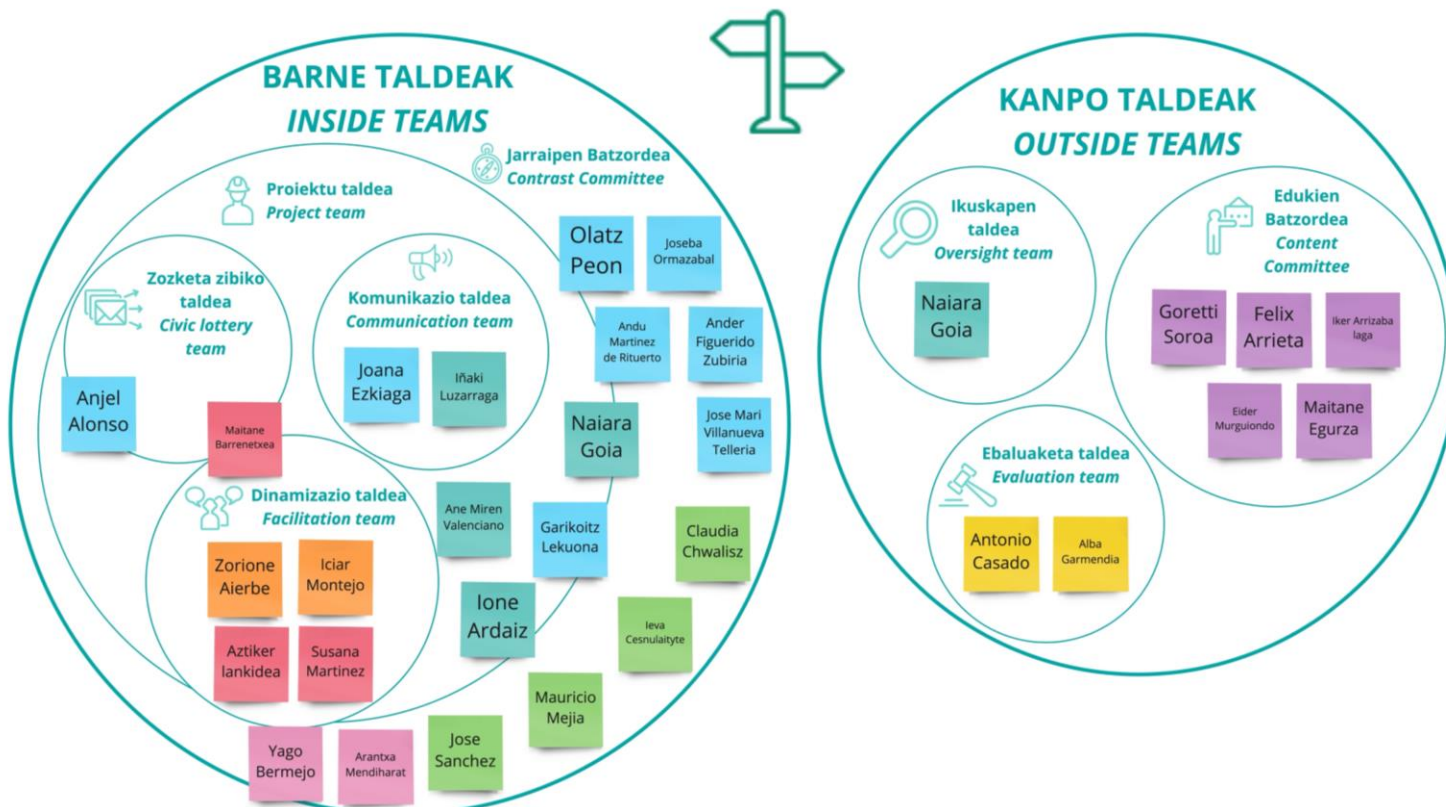 BARNE TALDEAK
INSIDE TEAMS
Jarraipen Batzordea
Contrast Committee
Proiektu taldea
Project team
Zozketa zibiko
taldea
Civic lottery
team
Komunikazio taldea
Communication team
Olatz
Peon
Joseba
Ormazabal
Andu
Martinez
de Rituerto
Ander
Figuerido
Zubiria
Joana
Ezkiaga
Iñaki
Luzarraga
Anjel
Alonso
Maitane
Barrenetxea
Naiara
Goia
Jose Mari
Villanueva
Telleria
Dinamizazio taldea
Facilitation team
Ane Miren
Valenciano
Garikoitz
Lekuona
Claudia
Chwalisz
Zorione
Aierbe
Iciar
Montejo
Ione
Ardaiz
Ieva
Cesnulaityte
Aztiker
lankidea
Susana
Martinez
Mauricio
Mejia
Yago
Bermejo
Arantxa
Mendiharat
Jose
Sanchez
KANPO TALDEAK
OUTSIDE TEAMS
Ikuskapen
taldea
Oversight team
Naiara
Goia
Edukien
Batzordea
Content
Committee
Goretti
Soroa
Felix
Arrieta
Iker Arrizaba
laga
Eider
Murguiondo
Maitane
Egurza
Ebaluaketa taldea
Evaluation team
Antonio
Casado
Alba
Garmendia